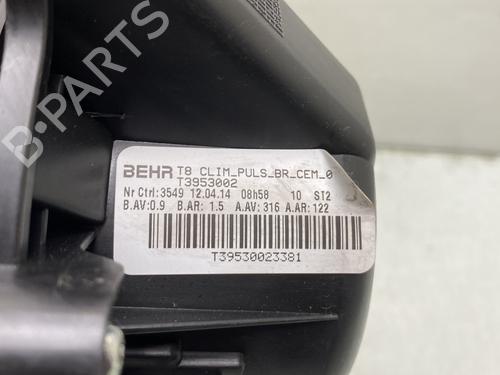 BEHR T8 CLIM_PULS_BR_CEM_0
T3953002
Nr Ctrl:3549 12.04.14 08h58 10 ST2
B.AV:0.9 B.AR: 1.5 A.AV: 316 A.AR: 122
T39530023381
B-PARTS